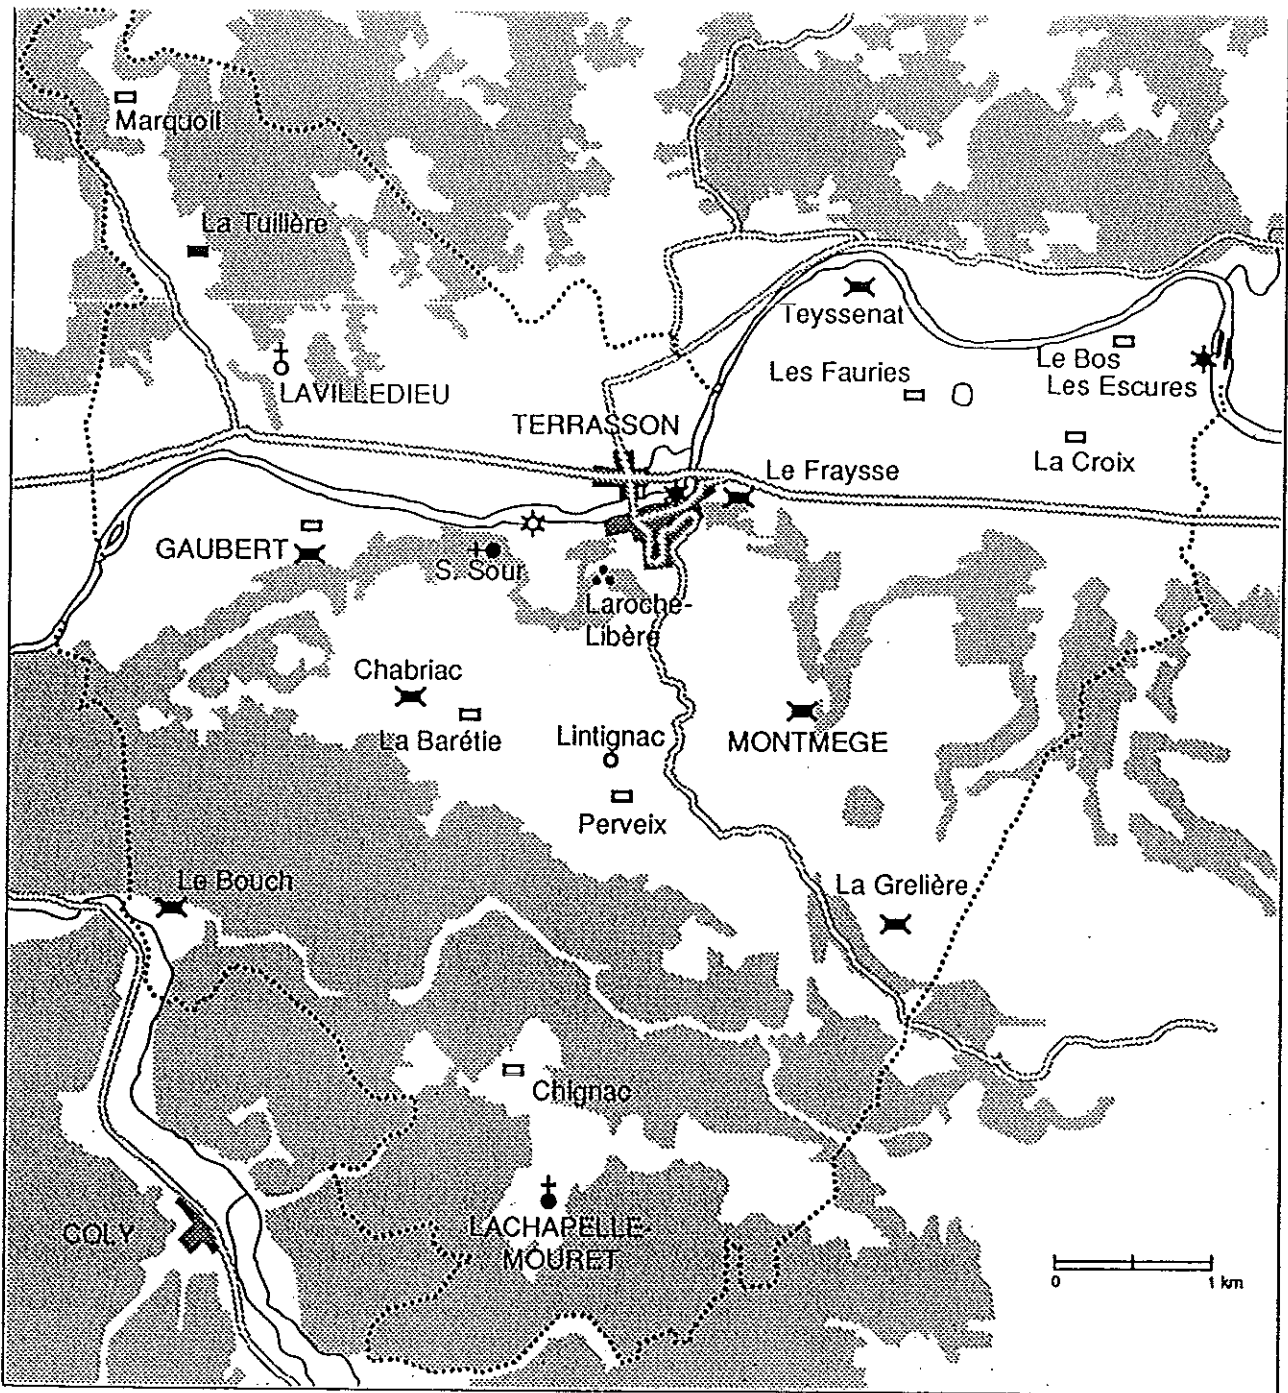 Marquoil
La Tuilière
LAVILLEDIEU
TERRASSON
Teyssenat
Les Fauries
Le Bos
Les Escures
La Croix
Le Fraysse
GAUBERT
S. Sour
Laroche-
Libère
Chabriac
La Barétie
Lintignac
MONTMEGE
Perveix
Le Bouch
La Grelière
Chignac
COLY
LACHAPELLE-
MOURET
0 1 km